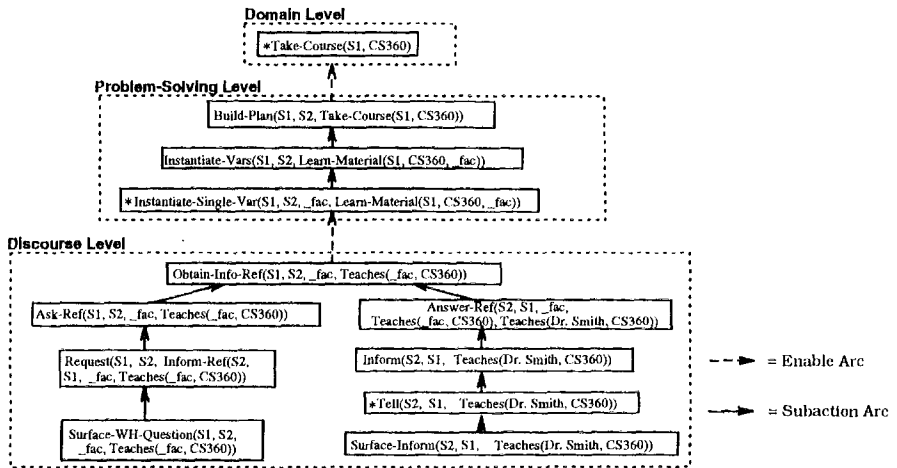 Domain Level
*Take-Course(S1, CS360)
Problem-Solving Level
Build-Plan(S1, S2, Take-Course(S1, CS360))
Instantiate-Vars(S1, S2, Learn-Material(S1, CS360, _fac))
*Instantiate-Single-Var(S1, S2, _fac, Learn-Material(S1, CS360, _fac))
Discourse Level
Obtain-Info-Ref(S1, S2, _fac, Teaches(_fac, CS360))
Ask-Ref(S1, S2, _fac, Teaches(_fac, CS360))
Request(S1, S2, Inform-Ref(S2,
S1, _fac, Teaches(_fac, CS360))
Surface-WH-Question(S1, S2,
_fac, Teaches(_fac, CS360))
Answer-Ref(S2, S1, _fac,
Teaches(_fac, CS360), Teaches(Dr. Smith, CS360))
Inform(S2, S1, Teaches(Dr. Smith, CS360))
*Tell(S2, S1, Teaches(Dr. Smith, CS360))
Surface-Inform(S2, S1, Teaches(Dr. Smith, CS360))
= Enable Arc
= Subaction Arc